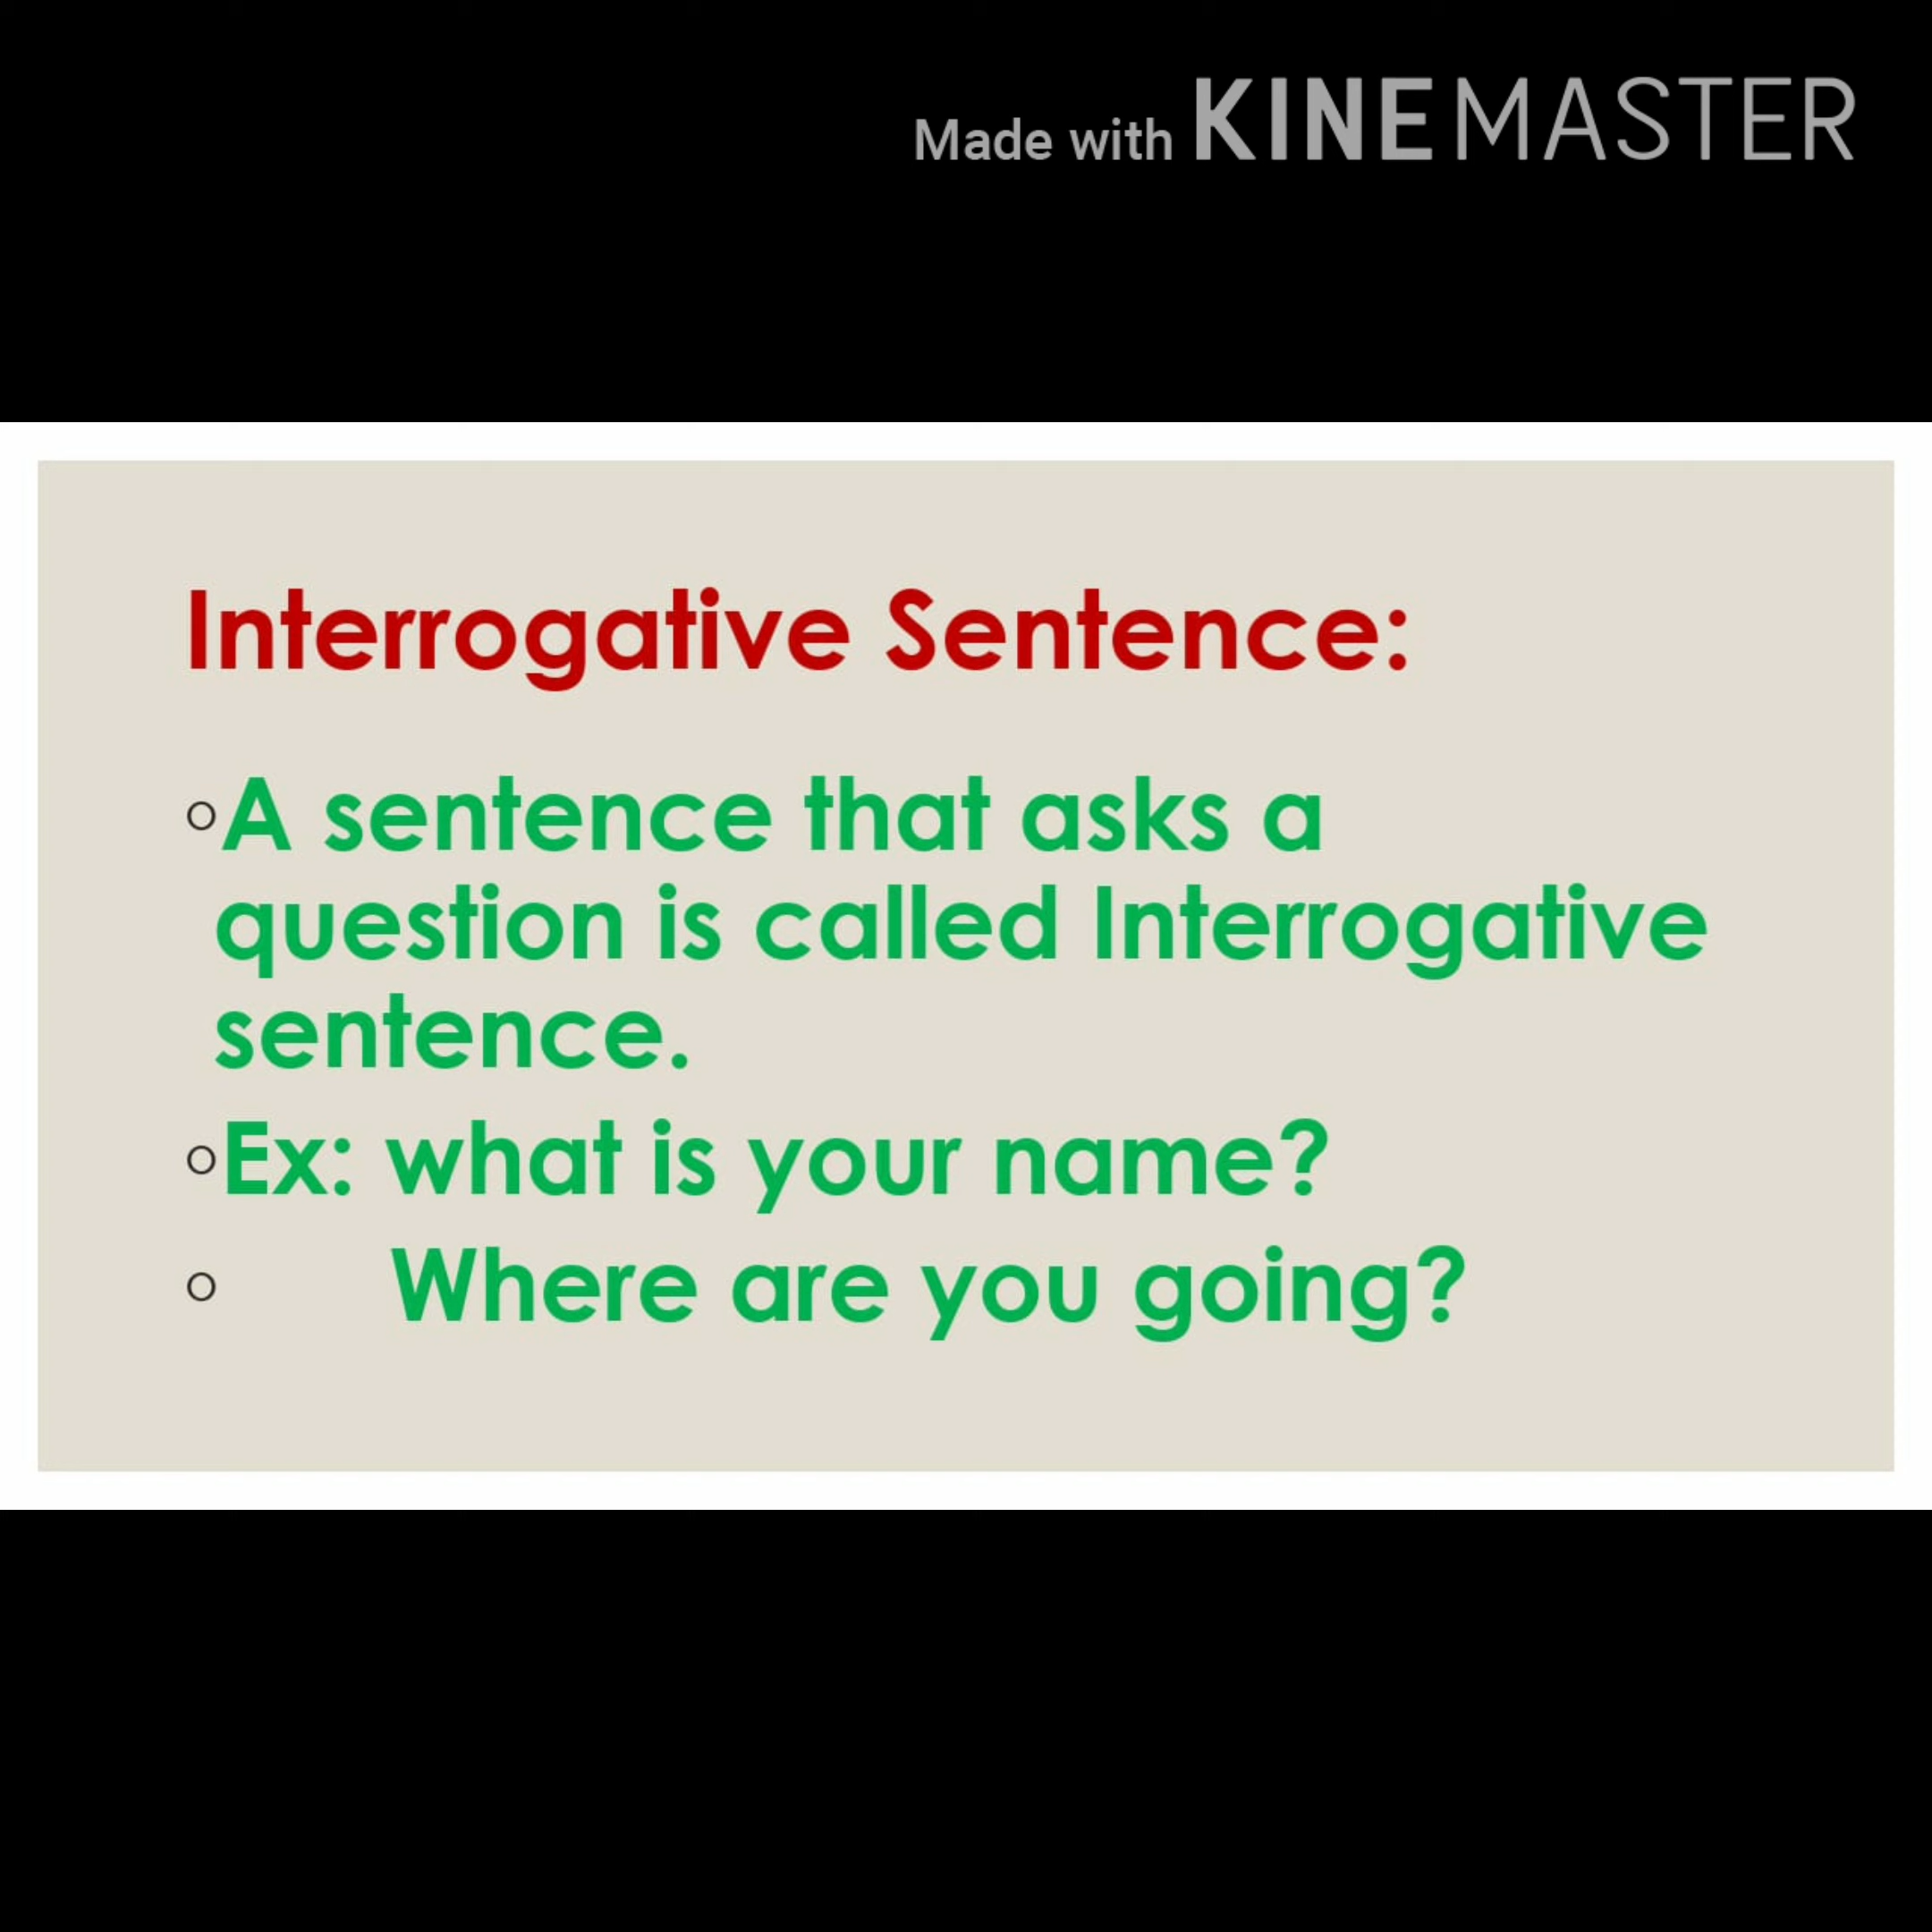 Made with KINEMASTER
Interrogative Sentence:
○A sentence that asks a
question is called Interrogative
sentence.
○Ex: what is your name?
○ Where are you going?